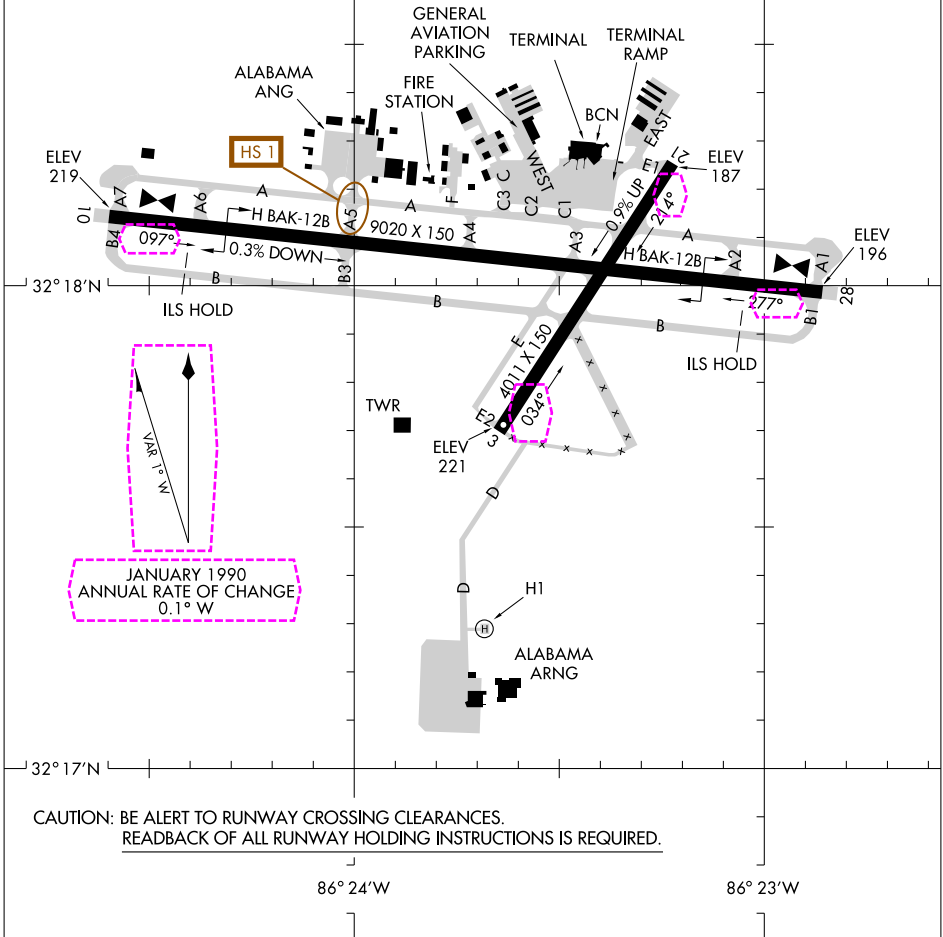 GENERAL
AVIATION
PARKING
TERMINAL
TERMINAL
RAMP
ALABAMA
ANG
FIRE
STATION
BCN
EAST
HS 1
WEST
21
E1
ELEV
187
ELEV
219
A7
A6
A
A5
A
F
C3
C
C2
C1
A4
A3
0.9% UP
214°
A
A2
A1
ELEV
196
10
H BAK-12B
9020 X 150
H BAK-12B
B4
097°
0.3% DOWN
B3
32°18'N
B
B
B
277°
B1
28
ILS HOLD
ILS HOLD
E
4011 X 150
034°
E2
3
ELEV
221
TWR
VAR 1° W
D
JANUARY 1990
ANNUAL RATE OF CHANGE
0.1° W
D
H1
H
ALABAMA
ARNG
32°17'N
CAUTION: BE ALERT TO RUNWAY CROSSING CLEARANCES.
READBACK OF ALL RUNWAY HOLDING INSTRUCTIONS IS REQUIRED.
86°24'W
86°23'W